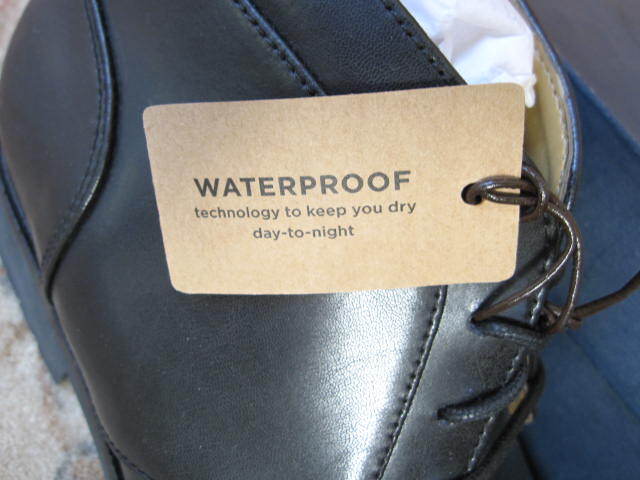 WATERPROOF
technology to keep you dry
day-to-night